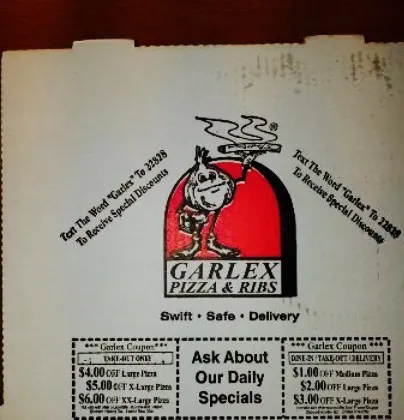 Text The Word "Garlex" To 22828
To Receive Special Discounts
Text The Word "Garlex" To 22828
To Receive Special Discounts
®
GARLEX
PIZZA & RIBS
Swift • Safe • Delivery
*** Garlex Coupon***
TAKE-OUT ONLY
$4.00 OFF Large Pizza
$5.00 OFF X-Large Pizza
$6.00 OFF XX-Large Pizza
Ask About
Our Daily
Specials
*** Garlex Coupon ***
DINE-IN / TAKE-OUT / DELIVERY
$1.00 OFF Medium Pizza
$2.00 OFF Large Pizza
$3.00 OFF X-Large Pizza